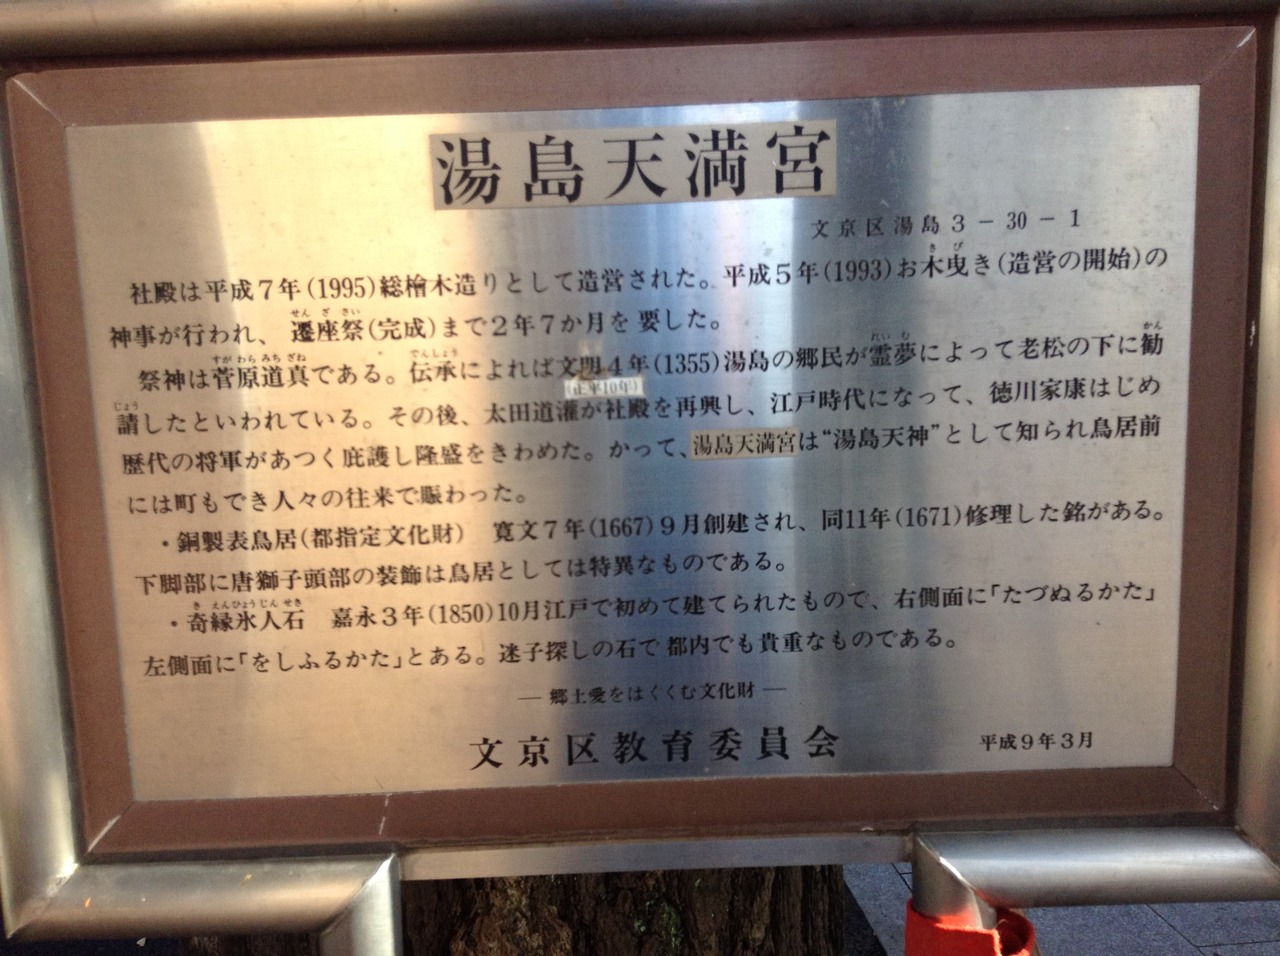 湯島天満宮
文京区湯島3－30－1
社殿は平成7年(1995)総檜木造りとして造営された。平成5年(1993)お木曳き(造営の開始)の
神事が行われ、遷座祭(完成)まで2年7か月を要した。
祭神は菅原道真である。伝承によれば文明4年(1355)湯島の郷民が霊夢によって老松の下に勧
(正平10年)
請したといわれている。その後、太田道灌が社殿を再興し、江戸時代になって、徳川家康はじめ
歴代の将軍があつく庇護し隆盛をきわめた。かって、湯島天満宮は“湯島天神”として知られ鳥居前
には町もでき人々の往来で賑わった。
・銅製表鳥居(都指定文化財)　寛文7年(1667)9月創建され、同11年(1671)修理した銘がある。
下脚部に唐獅子頭部の装飾は鳥居としては特異なものである。
・奇縁氷人石　嘉永3年(1850)10月江戸で初めて建てられたもので、右側面に「たづぬるかた」
左側面に「をしふるかた」とある。迷子探しの石で都内でも貴重なものである。
―郷土愛をはぐくむ文化財―
文京区教育委員会　平成9年3月